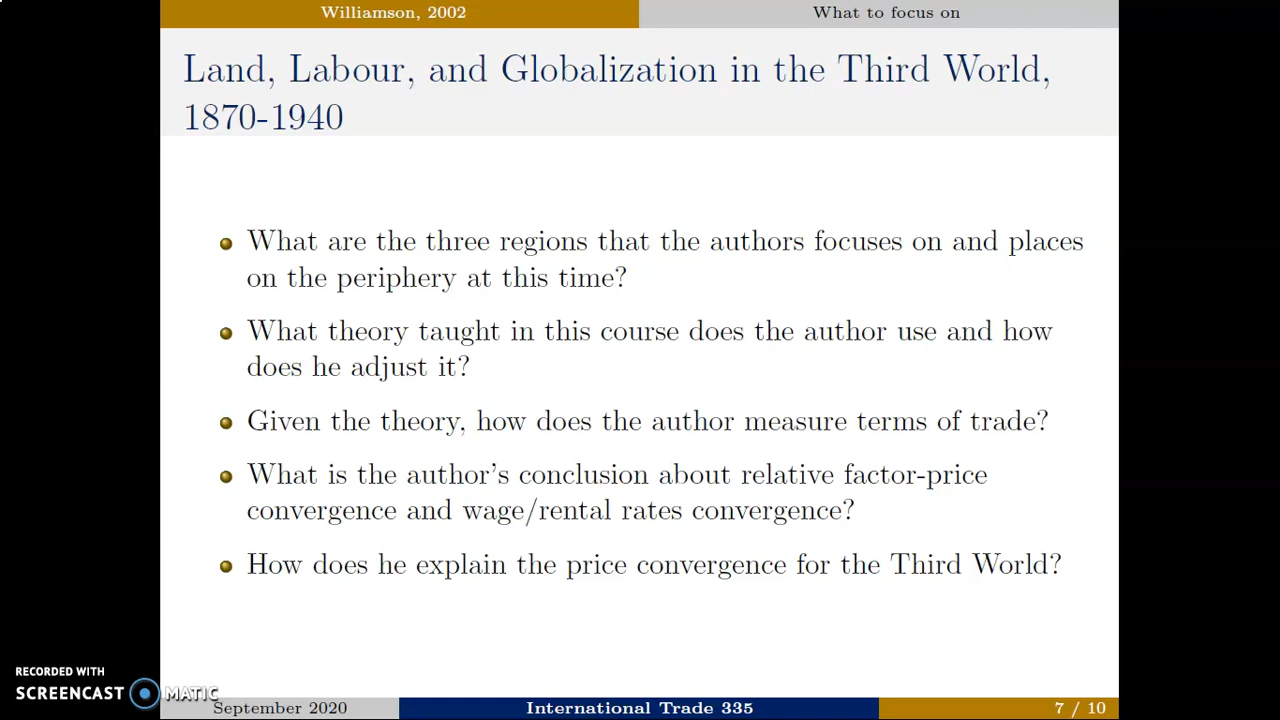 Williamson, 2002
What to focus on
Land, Labour, and Globalization in the Third World,
1870-1940
What are the three regions that the authors focuses on and places
on the periphery at this time?
What theory taught in this course does the author use and how
does he adjust it?
Given the theory, how does the author measure terms of trade?
What is the author's conclusion about relative factor-price
convergence and wage/rental rates convergence?
How does he explain the price convergence for the Third World?
RECORDED WITH
SCREENCAST MATIC
September 2020
International Trade 335
7 / 10